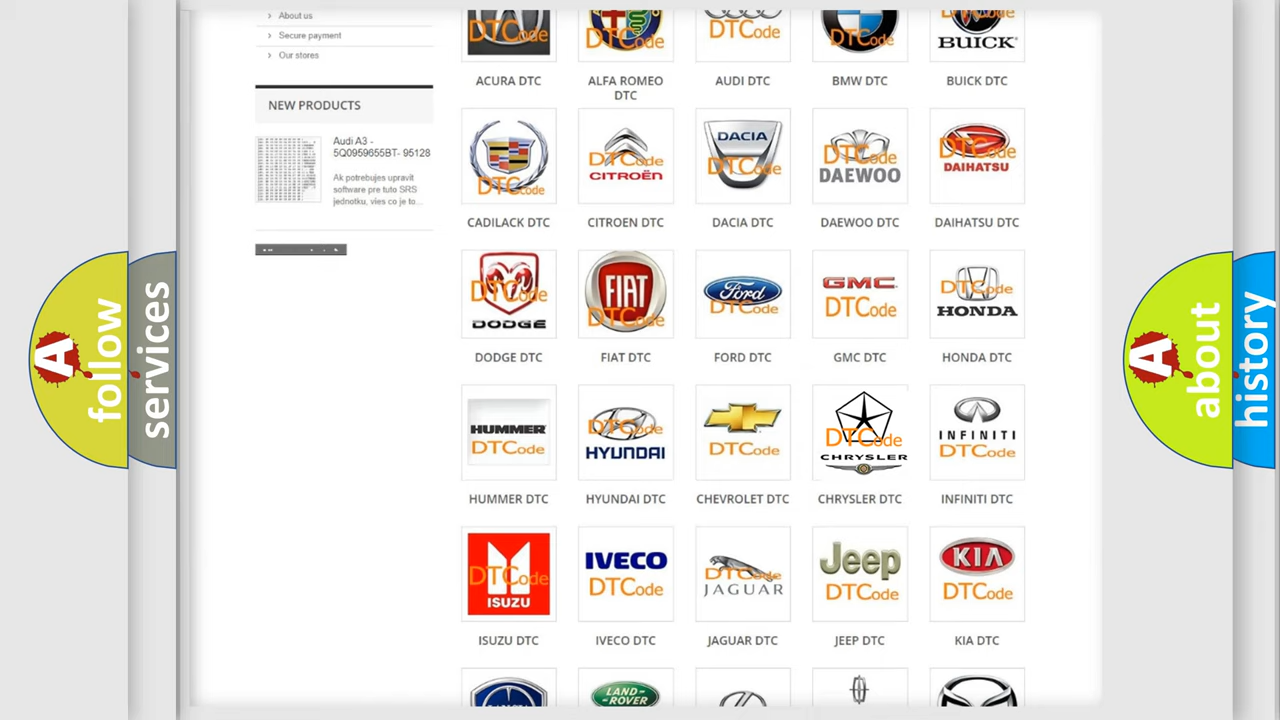 About us
Secure payment
Our stores
NEW PRODUCTS
Audi A3 -
5Q0959655BT- 95128
Ak potrebujes upravit
software pre tuto SRS
jednotku, vies co je to...
DTCode
DTCode
DTCode
DTCode
BUICK
ACURA DTC
ALFA ROMEO
DTC
AUDI DTC
BMW DTC
BUICK DTC
DTCode
DTCode
CITROËN
DACIA
DTCode
DTCode
DAEWOO
DTCode
DAIHATSU
CADILACK DTC
CITROEN DTC
DACIA DTC
DAEWOO DTC
DAIHATSU DTC
DTCode
DODGE
FIAT
DTCode
Ford
DTCode
GMC
DTCode
DTCode
HONDA
DODGE DTC
FIAT DTC
FORD DTC
GMC DTC
HONDA DTC
HUMMER
DTCode
DTCode
HYUNDAI
DTCode
DTCode
CHRYSLER
INFINITI
DTCode
HUMMER DTC
HYUNDAI DTC
CHEVROLET DTC
CHRYSLER DTC
INFINITI DTC
DTCode
ISUZU
IVECO
DTCode
DTCode
JAGUAR
Jeep
DTCode
KIA
DTCode
ISUZU DTC
IVECO DTC
JAGUAR DTC
JEEP DTC
KIA DTC
LAND-
ROVER
A
follow
services
A
about
history